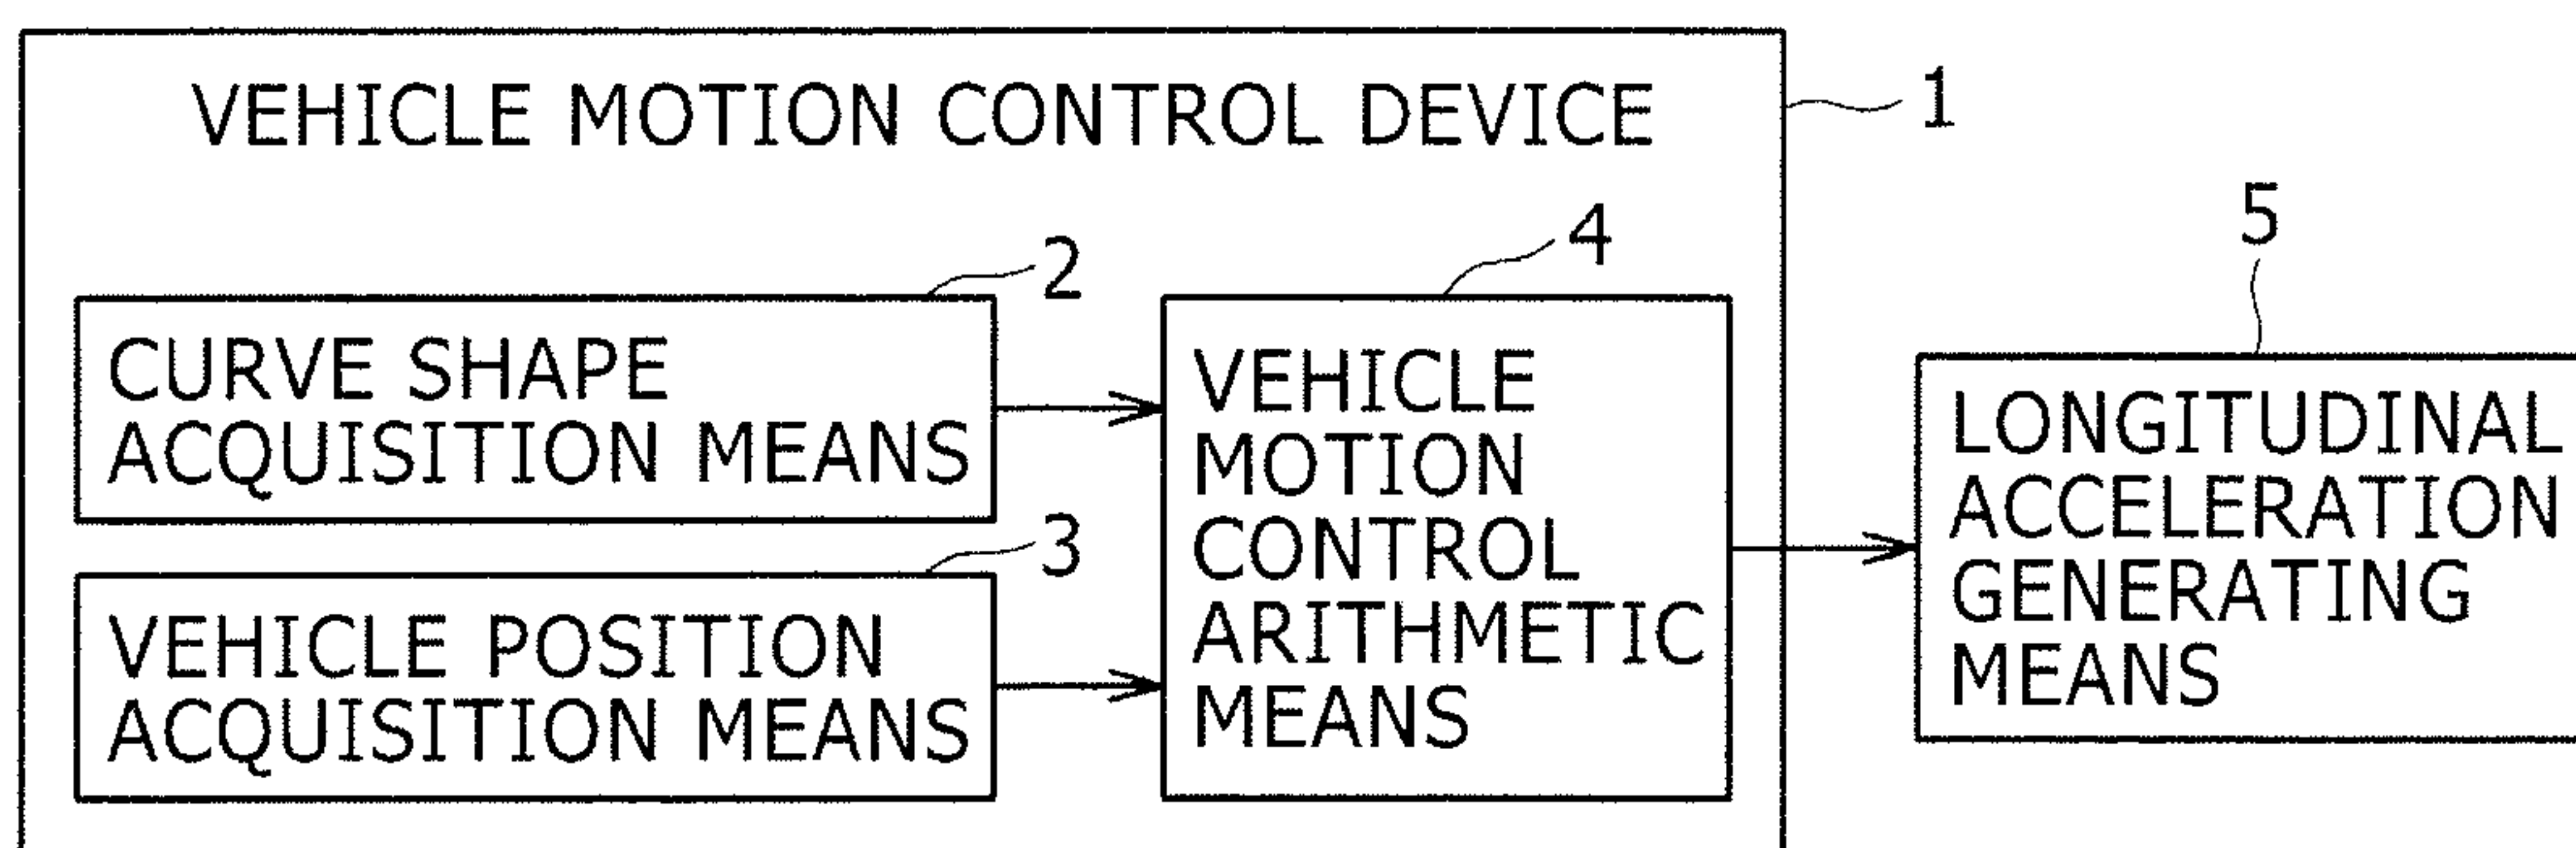 VEHICLE MOTION CONTROL DEVICE
1
2
CURVE SHAPE
ACQUISITION MEANS
3
VEHICLE POSITION
ACQUISITION MEANS
4
VEHICLE
MOTION
CONTROL
ARITHMETIC
MEANS
5
LONGITUDINAL
ACCELERATION
GENERATING
MEANS